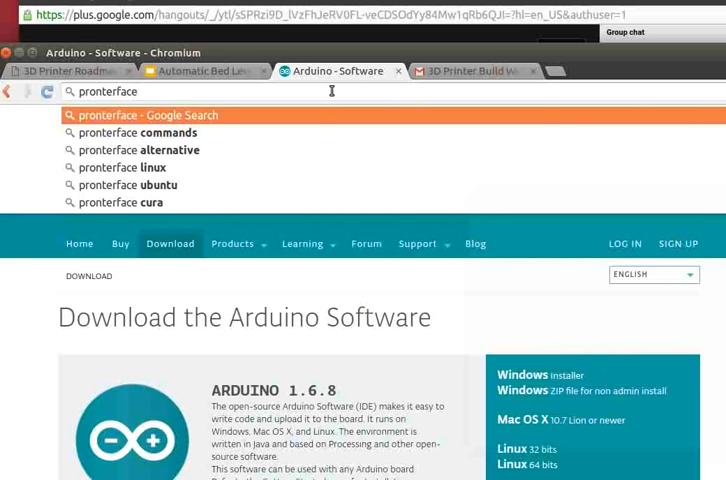 https://plus.google.com/hangouts/_/ytl/sSPRzi9D_lVzFhJeRV0FL-veCDSOdYy84Mw1qRb6QJI=?hl=en_US&authuser=1
Group chat
Arduino - Software - Chromium
3D Printer Roadma
Automatic Bed Lev
Arduino - Software
3D Printer Build W
pronterface
pronterface - Google Search
pronterface commands
pronterface alternative
pronterface linux
pronterface ubuntu
pronterface cura
Home Buy Download Products Learning Forum Support Blog LOG IN SIGN UP
DOWNLOAD
ENGLISH
Download the Arduino Software
ARDUINO 1.6.8
The open-source Arduino Software (IDE) makes it easy to
write code and upload it to the board. It runs on
Windows, Mac OS X, and Linux. The environment is
written in Java and based on Processing and other open-
source software.
This software can be used with any Arduino board.
Windows Installer
Windows ZIP file for non admin install
Mac OS X 10.7 Lion or newer
Linux 32 bits
Linux 64 bits